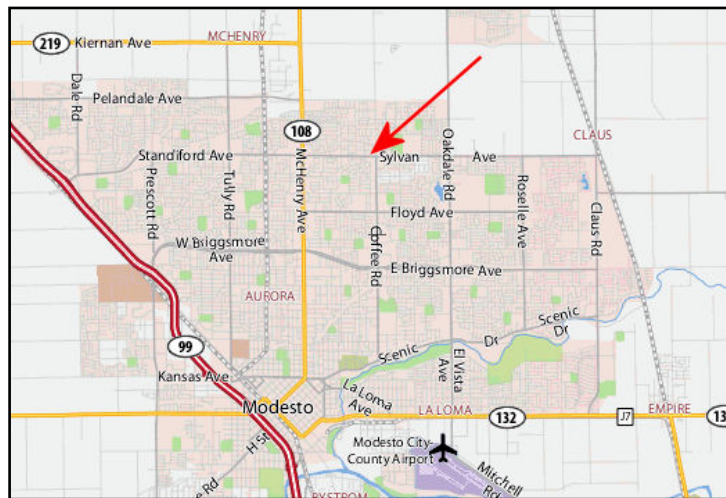 219
Kiernan Ave
MCHENRY
Dale Rd
Pelandale Ave
108
CLAUS
Standiford Ave
Sylvan Ave
Oakdale Rd
Prescott Rd
Tully Rd
McHenry Ave
Roselle Ave
Floyd Ave
Claus Rd
Coffee Rd
W Briggsmore
Ave
E Briggsmore Ave
AURORA
Scenic
Dr
Scenic
Dr
99
Kansas Ave
El Vista
Ave
La Loma
Ave
Modesto
LA LOMA
132
J7
EMPIRE
13
H St
Modesto City-
County Airport
Mitchell
Rd
e Rd
BYSTROM